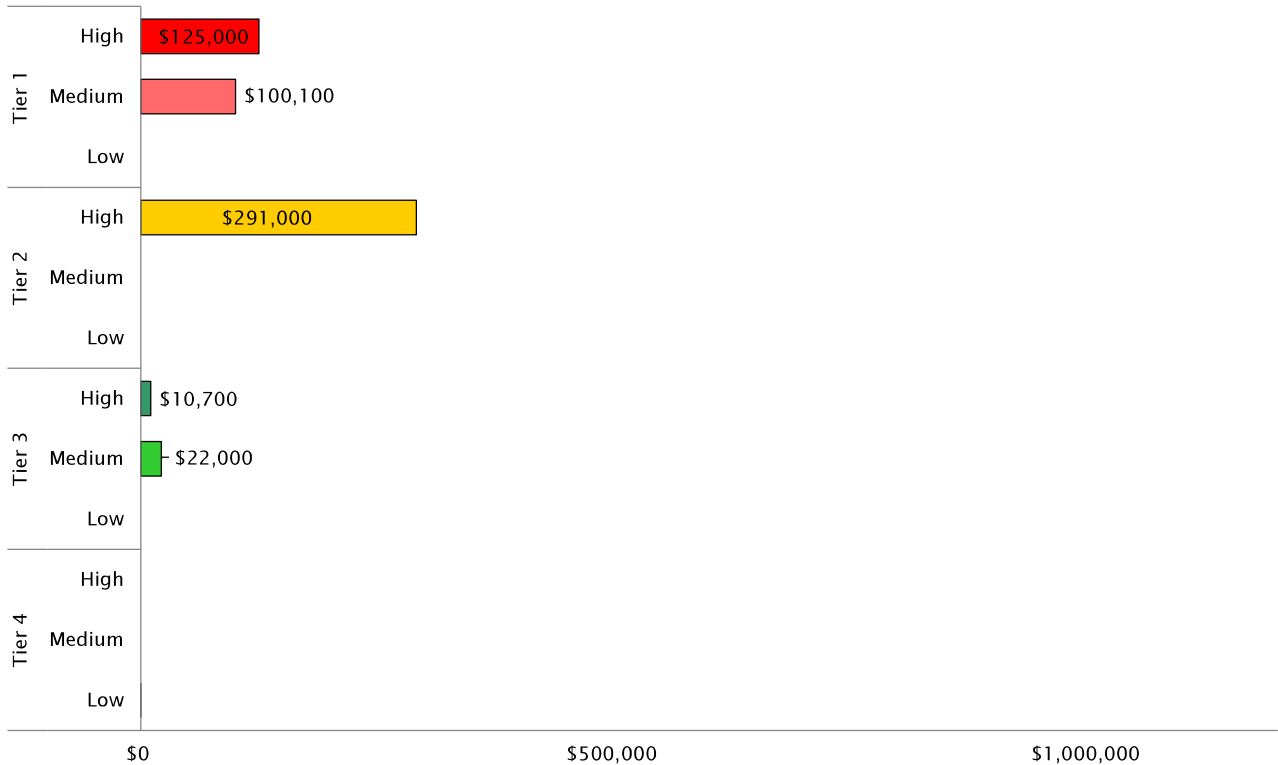 Tier 1
High $125,000
Medium $100,100
Low
Tier 2
High $291,000
Medium
Low
Tier 3
High $10,700
Medium $22,000
Low
Tier 4
High
Medium
Low
$0 $500,000 $1,000,000